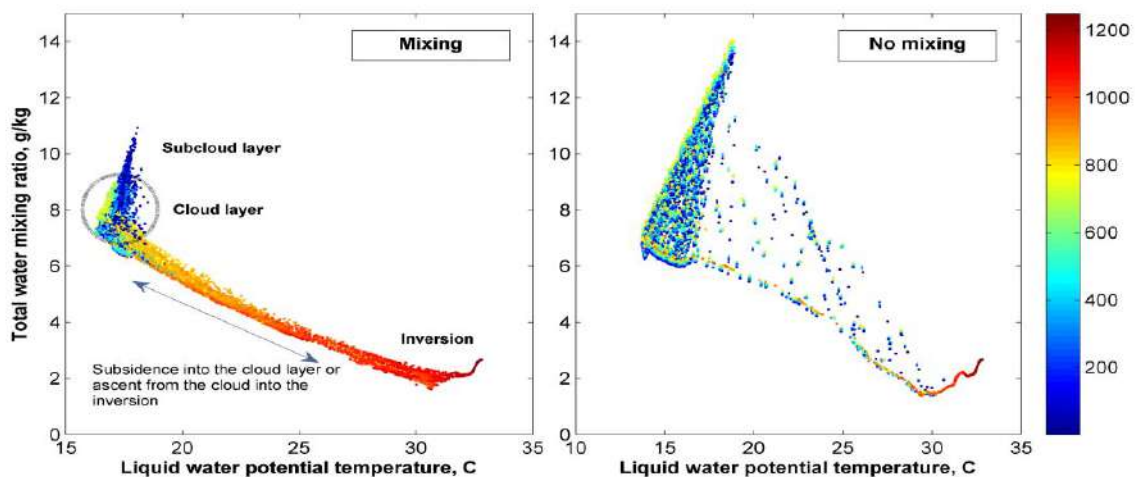 Mixing
No mixing
Total water mixing ratio, g/kg
14
12
10
8
6
4
2
0
Subcloud layer
Cloud layer
Inversion
Subsidence into the cloud layer or
ascent from the cloud into the
inversion
15 20 25 30 35
Liquid water potential temperature, C
14
12
10
8
6
4
2
0
10 15 20 25 30 35
Liquid water potential temperature, C
1200
1000
800
600
400
200